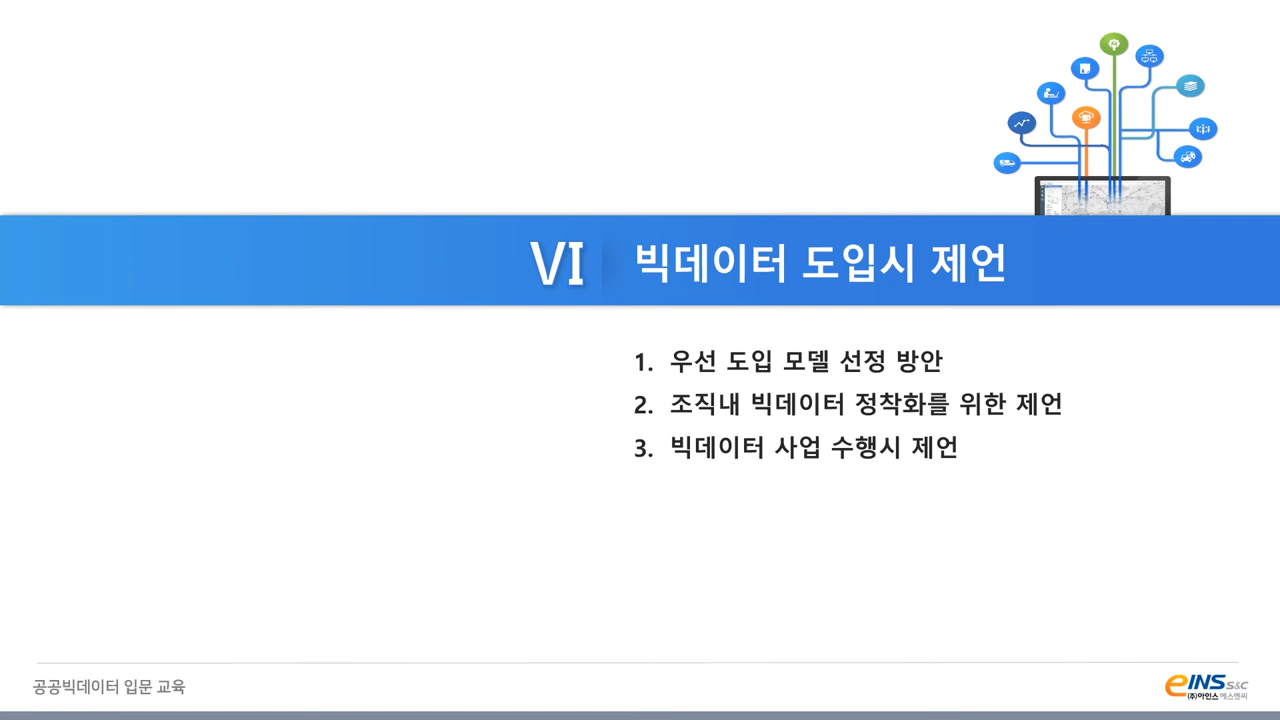 VI 빅데이터 도입시 제언
1. 우선 도입 모델 선정 방안
2. 조직내 빅데이터 정착화를 위한 제언
3. 빅데이터 사업 수행시 제언
공공빅데이터 입문 교육
eINS S&C
(주)아인스 에스엔씨